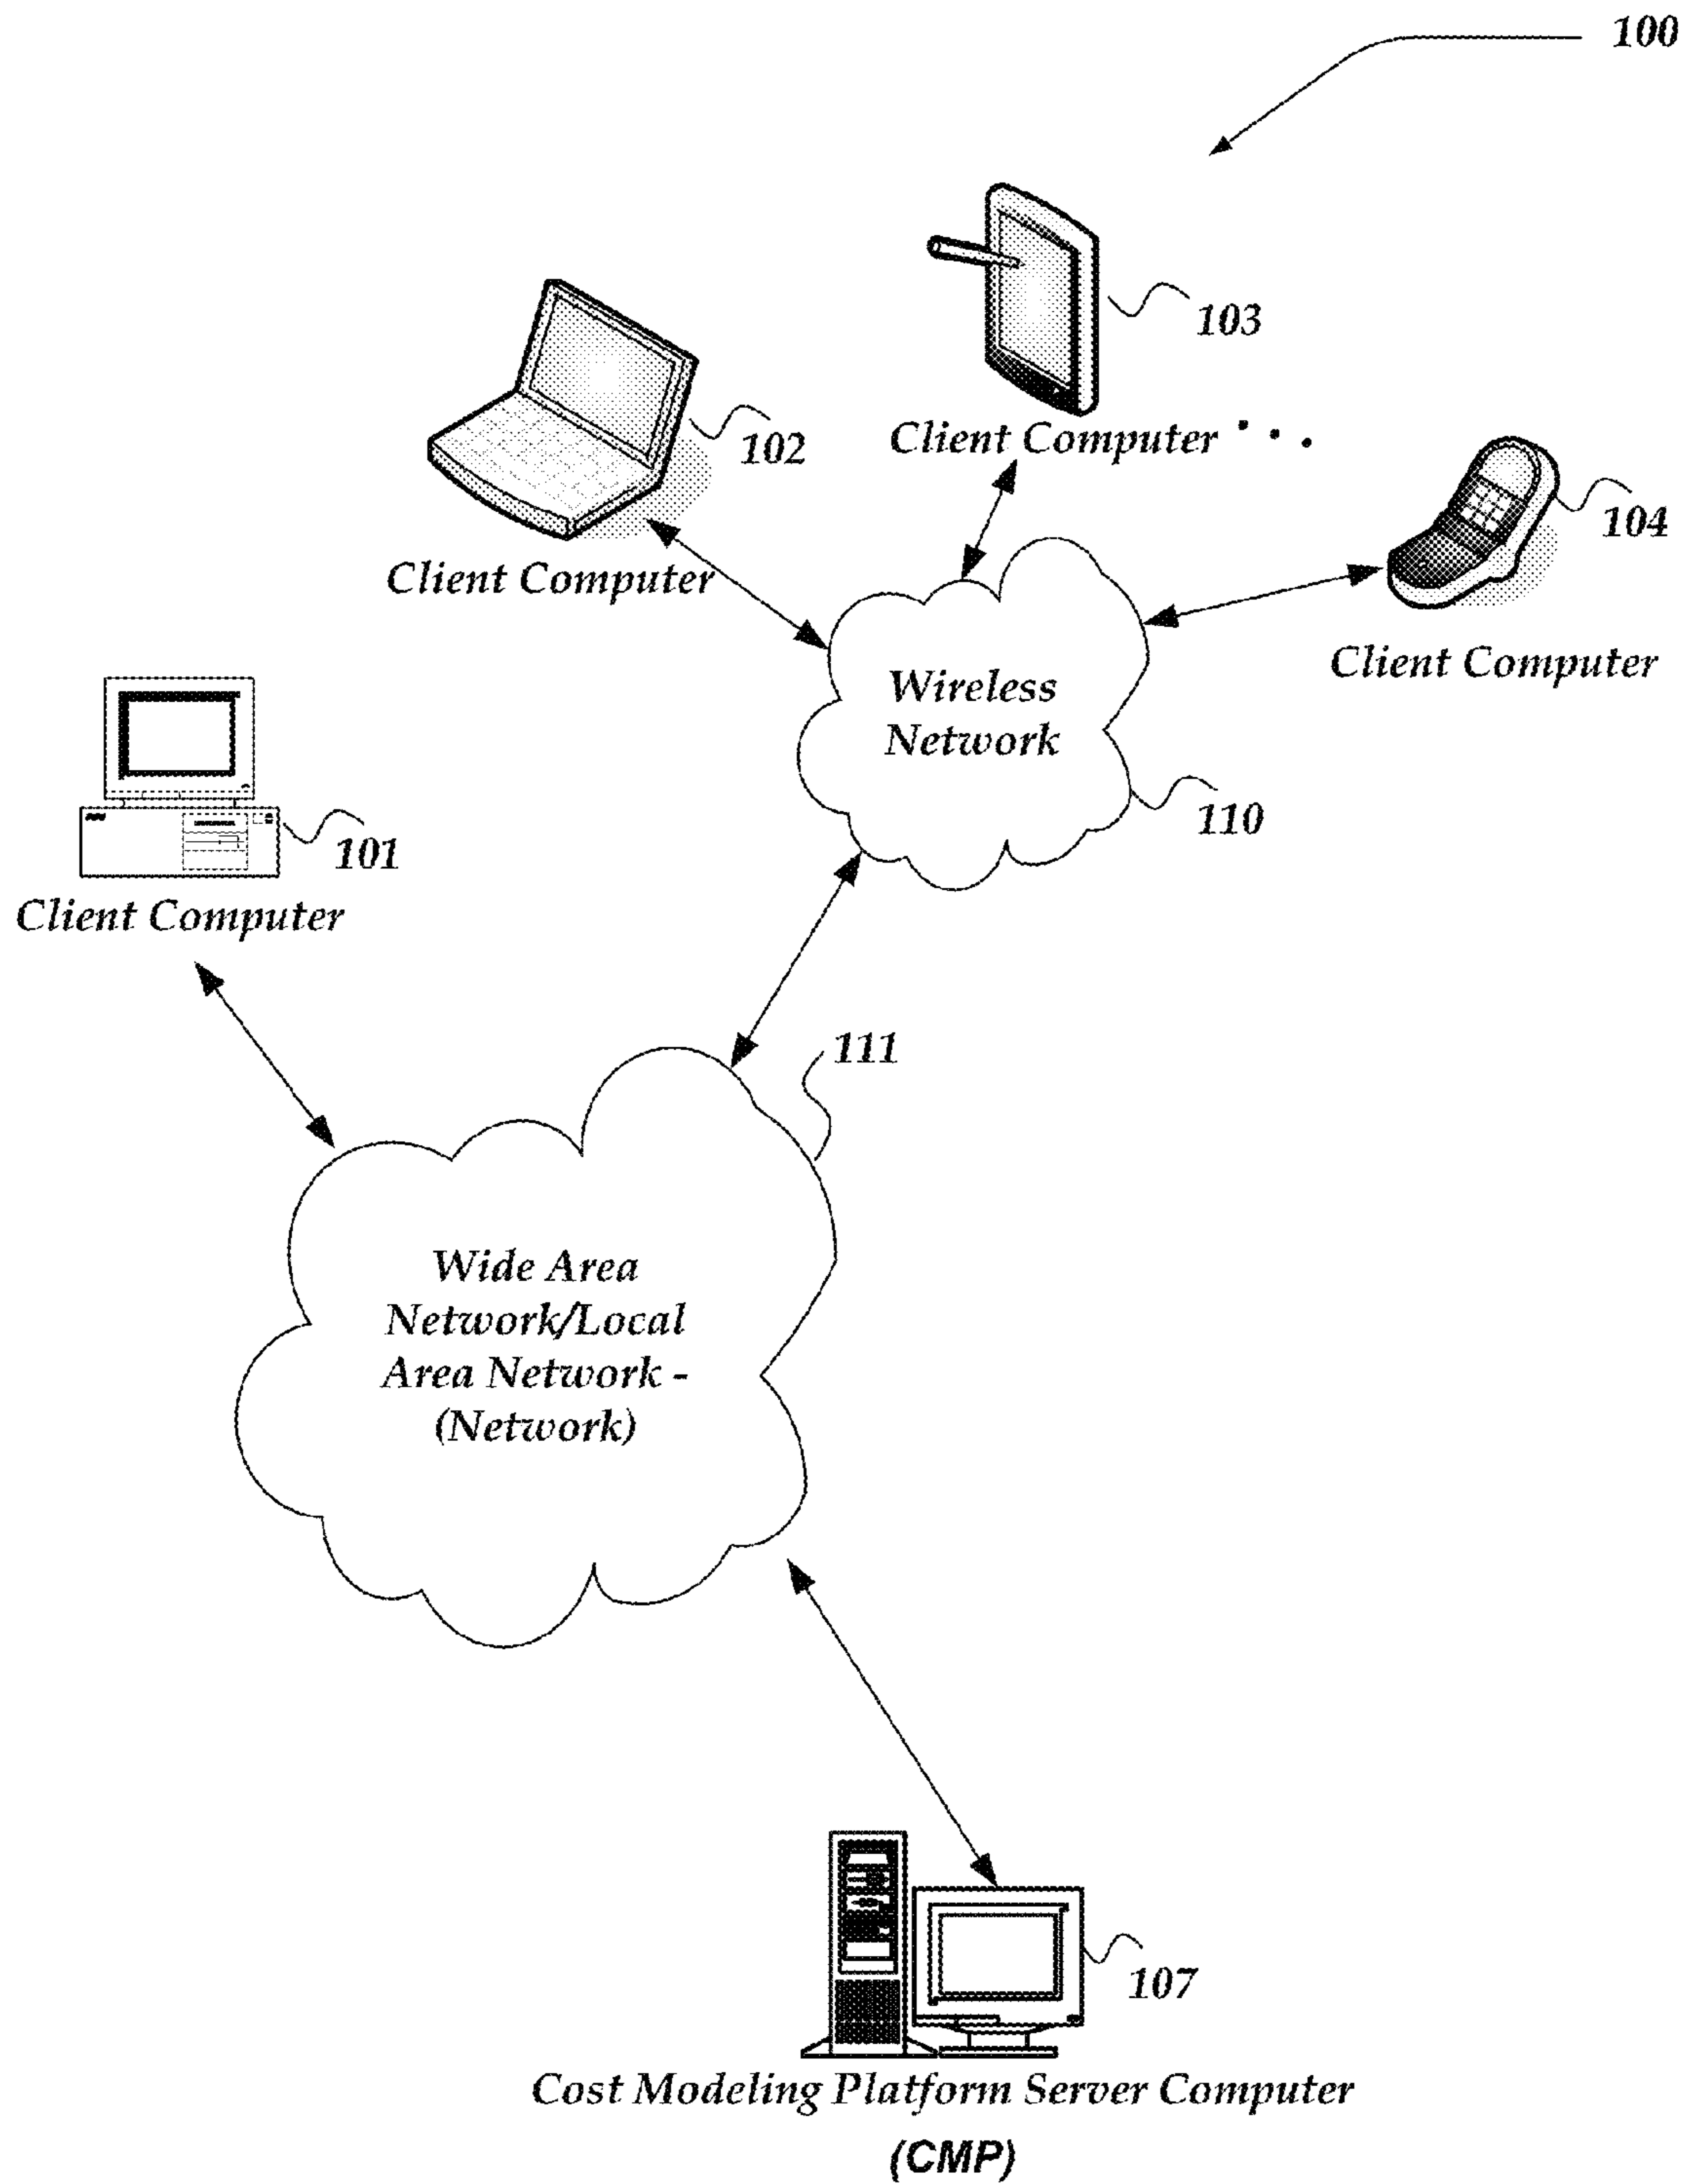 100
103
Client Computer . . .
102
Client Computer
104
Client Computer
Wireless
Network
110
101
Client Computer
111
Wide Area
Network/Local
Area Network -
(Network)
107
Cost Modeling Platform Server Computer
(CMP)